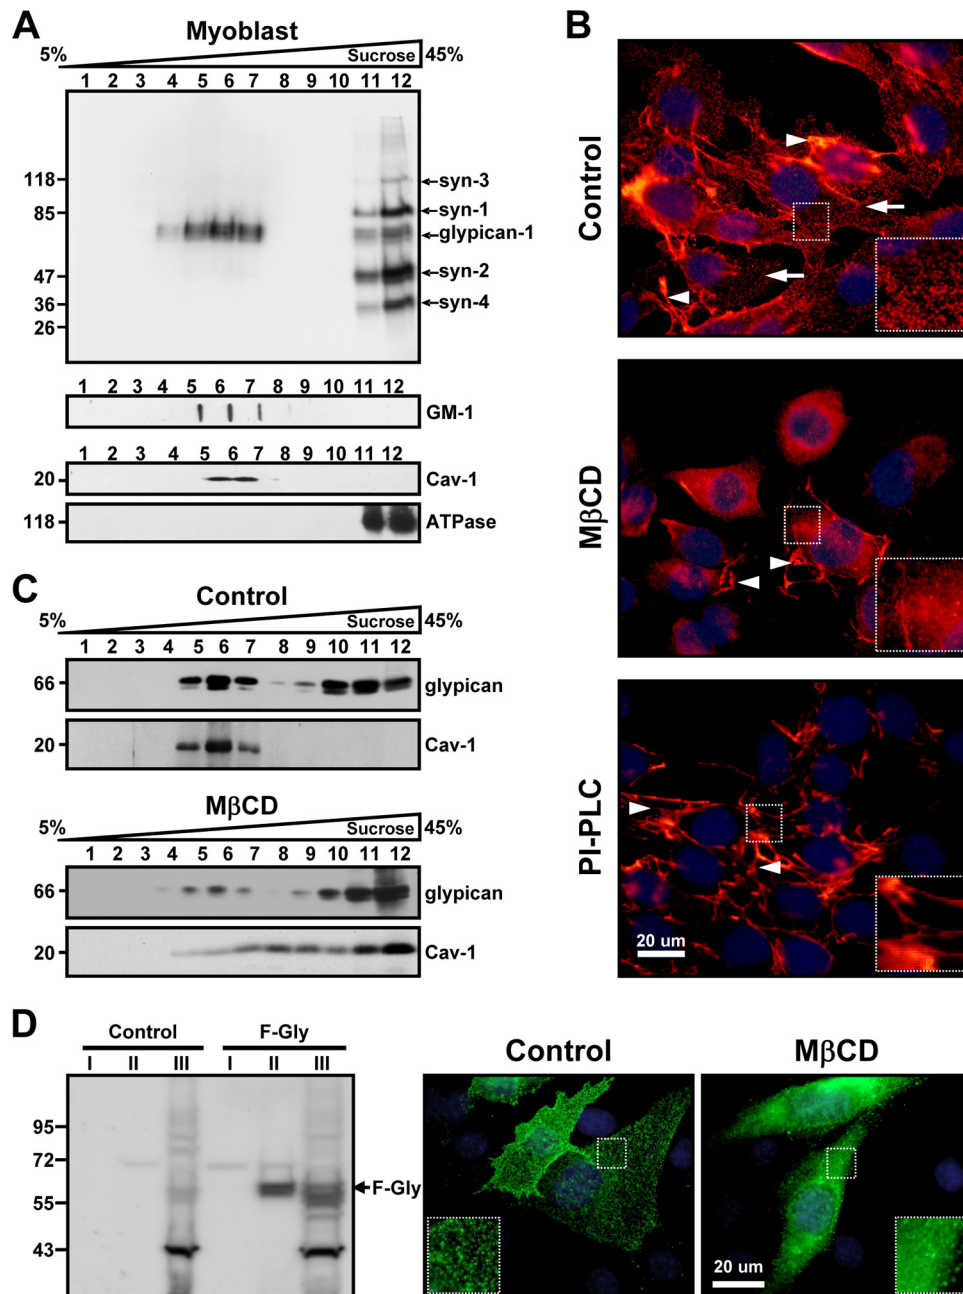 A
Myoblast
5% Sucrose 45%
1 2 3 4 5 6 7 8 9 10 11 12
118
85
47
36
26
syn-3
syn-1
glypican-1
syn-2
syn-4
1 2 3 4 5 6 7 8 9 10 11 12
GM-1
1 2 3 4 5 6 7 8 9 10 11 12
20 Cav-1
118 ATPase
B
Control
MβCD
PI-PLC
20 um
C
Control
5% Sucrose 45%
1 2 3 4 5 6 7 8 9 10 11 12
66 glypican
20 Cav-1
MβCD
5% Sucrose 45%
1 2 3 4 5 6 7 8 9 10 11 12
66 glypican
20 Cav-1
D
Control F-Gly
I II III I II III
95
72
55
43
F-Gly
Control
MβCD
20 um